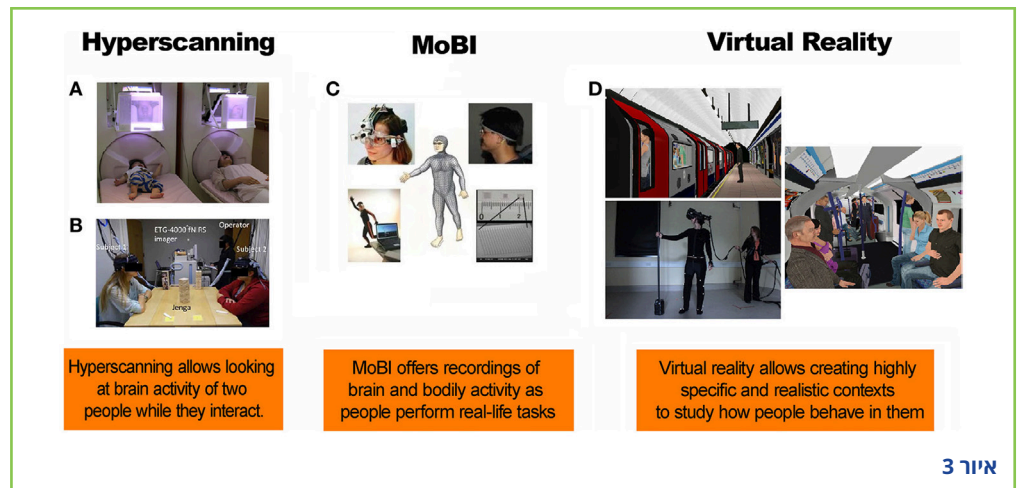 Hyperscanning
MoBI
Virtual Reality
A
B
ETG-4000 fNIRS
imager
Operator
Subject 1
Subject 2
Jenga
C
D
Hyperscanning allows looking
at brain activity of two
people while they interact.
MoBI offers recordings of
brain and bodily activity as
people perform real-life tasks
Virtual reality allows creating highly
specific and realistic contexts
to study how people behave in them
איור 3